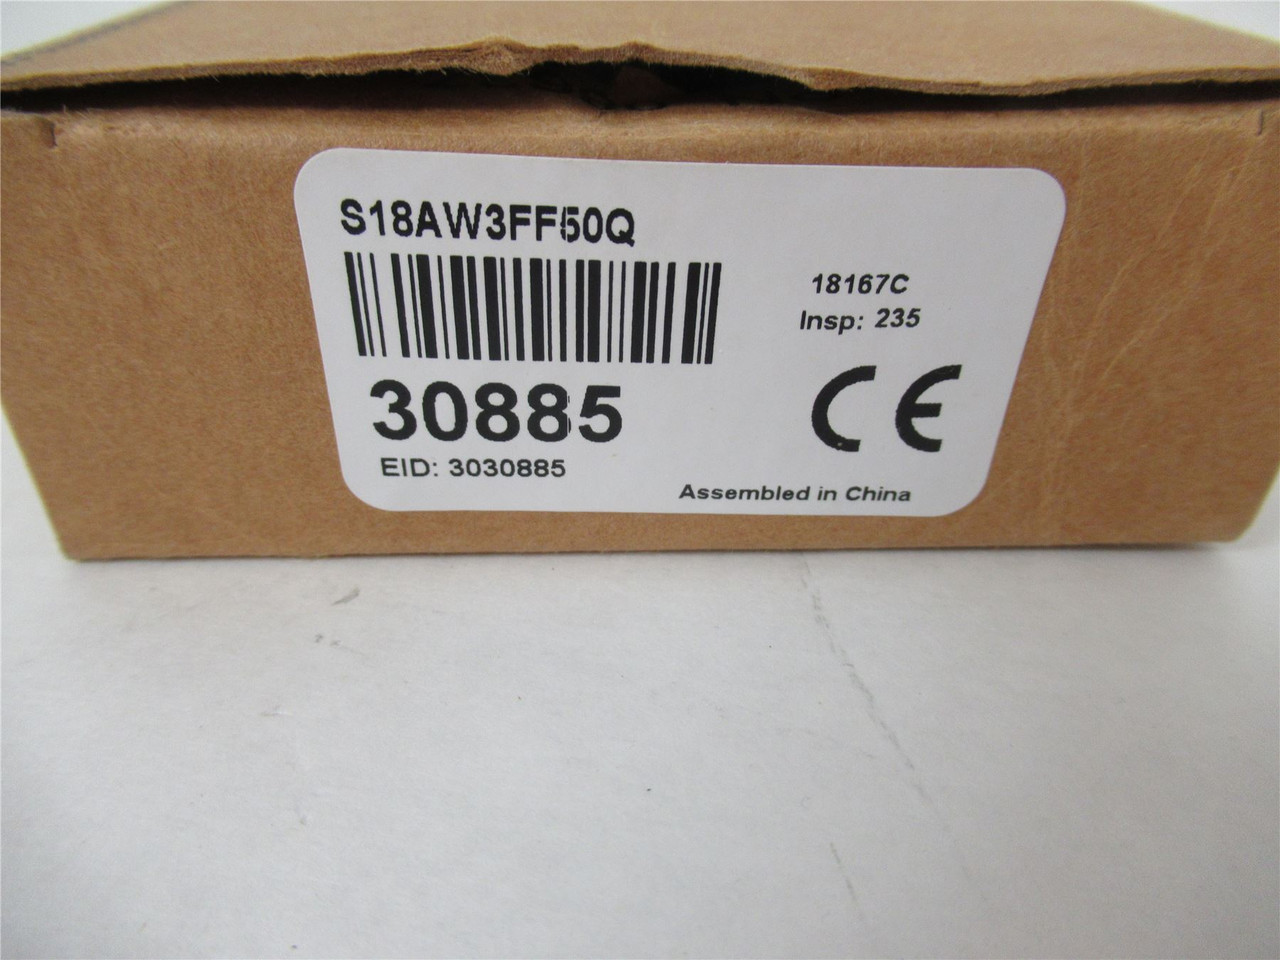 S18AW3FF50Q
18167C
Insp: 235
30885
CE
EID: 3030885
Assembled in China